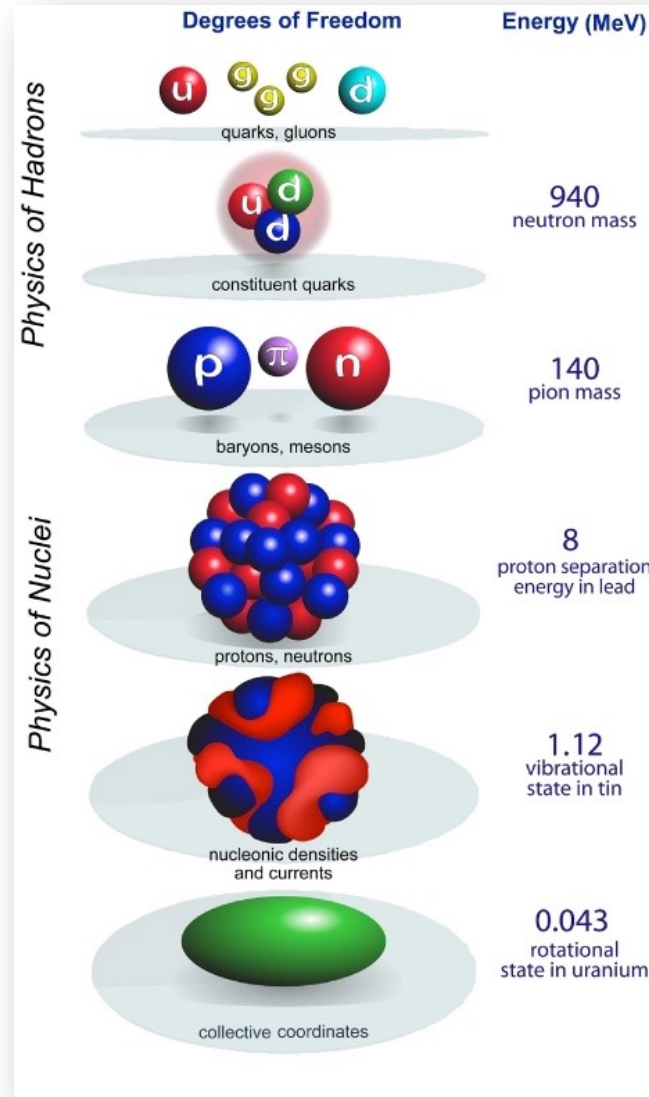 Degrees of Freedom
Energy (MeV)
Physics of Hadrons
u
g
g
g
d
quarks, gluons
u
d
d
constituent quarks
940
neutron mass
p
π
n
baryons, mesons
140
pion mass
Physics of Nuclei
protons, neutrons
8
proton separation
energy in lead
nucleonic densities
and currents
1.12
vibrational
state in tin
collective coordinates
0.043
rotational
state in uranium